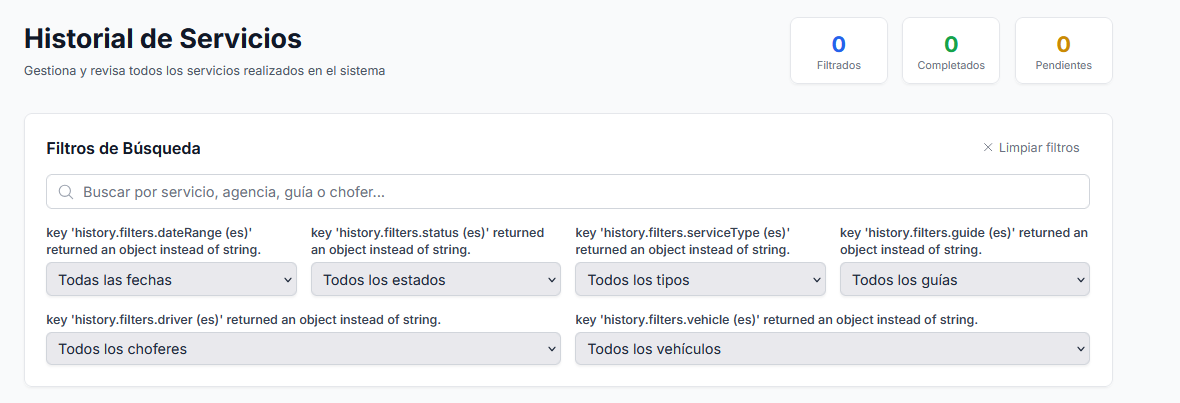 Historial de Servicios
Gestiona y revisa todos los servicios realizados en el sistema
0
Filtrados
0
Completados
0
Pendientes
Filtros de Búsqueda
Limpiar filtros
Buscar por servicio, agencia, guía o chofer...
key 'history.filters.dateRange (es)'
returned an object instead of string.
Todas las fechas
key 'history.filters.status (es)' returned
an object instead of string.
Todos los estados
key 'history.filters.serviceType (es)'
returned an object instead of string.
Todos los tipos
key 'history.filters.guide (es)' returned an
object instead of string.
Todos los guías
key 'history.filters.driver (es)' returned an object instead of string.
Todos los choferes
key 'history.filters.vehicle (es)' returned an object instead of string.
Todos los vehículos